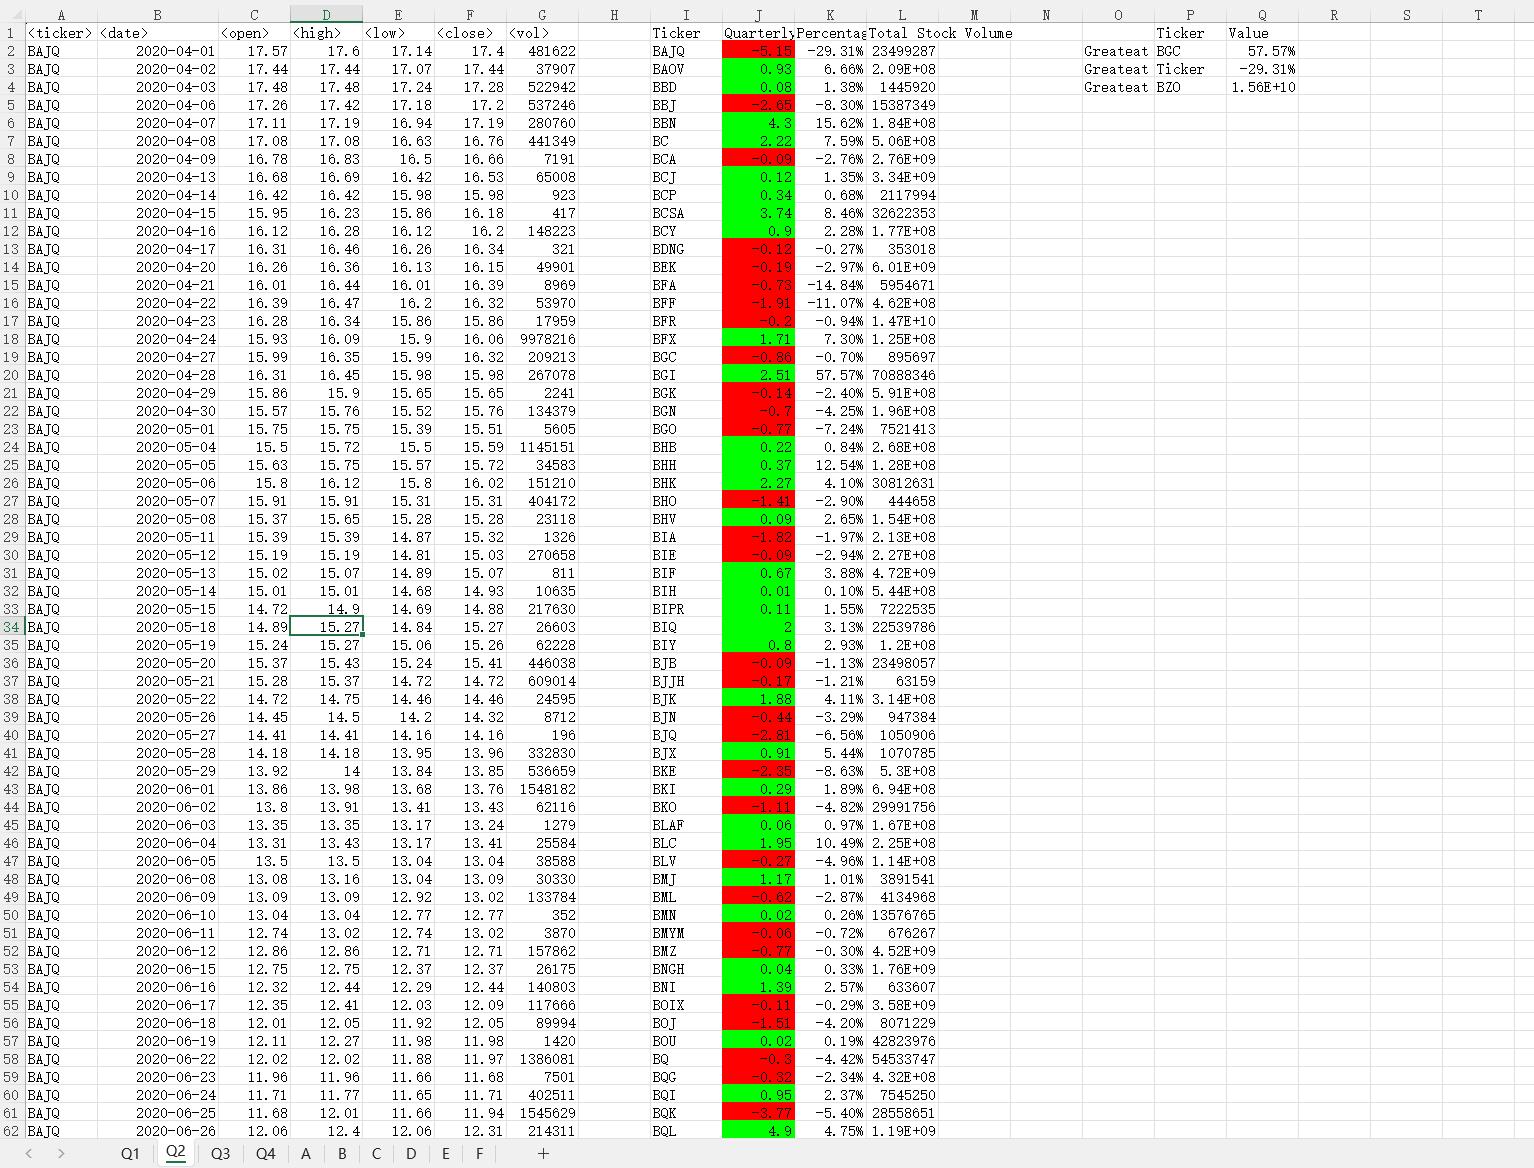 A B C D E F G H I J K L M N O P Q R S T
1 <ticker> <date> <open> <high> <low> <close> <vol> Ticker Quarterly Percentag Total Stock Volume Ticker Value
2 BAJQ 2020-04-01 17.57 17.6 17.14 17.4 481622 BAJQ -5.15 -29.31% 23499287 Greateat BGC 57.57%
3 BAJQ 2020-04-02 17.44 17.44 17.07 17.44 37907 BAOV 0.93 6.66% 2.09E+08 Greateat Ticker -29.31%
4 BAJQ 2020-04-03 17.48 17.48 17.24 17.28 522942 BBD 0.08 1.38% 1445920 Greateat BZO 1.56E+10
5 BAJQ 2020-04-06 17.26 17.42 17.18 17.2 537246 BBJ -2.65 -8.30% 15387349
6 BAJQ 2020-04-07 17.11 17.19 16.94 17.19 280760 BBN 4.3 15.62% 1.84E+08
7 BAJQ 2020-04-08 17.08 17.08 16.63 16.76 441349 BC 2.22 7.59% 5.06E+08
8 BAJQ 2020-04-09 16.78 16.83 16.5 16.66 7191 BCA -0.09 -2.76% 2.76E+09
9 BAJQ 2020-04-13 16.68 16.69 16.42 16.53 65008 BCJ 0.12 1.35% 3.34E+09
10 BAJQ 2020-04-14 16.42 16.42 15.98 15.98 923 BCP 0.34 0.68% 2117994
11 BAJQ 2020-04-15 15.95 16.23 15.86 16.18 417 BCSA 3.74 8.46% 32622353
12 BAJQ 2020-04-16 16.12 16.28 16.12 16.2 148223 BCY 0.9 2.28% 1.77E+08
13 BAJQ 2020-04-17 16.31 16.46 16.26 16.34 321 BDNG -0.12 -0.27% 353018
14 BAJQ 2020-04-20 16.26 16.36 16.13 16.15 49901 BEK -0.19 -2.97% 6.01E+09
15 BAJQ 2020-04-21 16.01 16.44 16.01 16.39 8969 BFA -0.73 -14.84% 5954671
16 BAJQ 2020-04-22 16.39 16.47 16.2 16.32 53970 BFF -1.91 -11.07% 4.62E+08
17 BAJQ 2020-04-23 16.28 16.34 15.86 15.86 17959 BFR -0.2 -0.94% 1.47E+10
18 BAJQ 2020-04-24 15.93 16.09 15.9 16.06 9978216 BFX 1.71 7.30% 1.25E+08
19 BAJQ 2020-04-27 15.99 16.35 15.99 16.32 209213 BGC -0.86 -0.70% 895697
20 BAJQ 2020-04-28 16.31 16.45 15.98 15.98 267078 BGI 2.51 57.57% 70888346
21 BAJQ 2020-04-29 15.86 15.9 15.65 15.65 2241 BGK -0.14 -2.40% 5.91E+08
22 BAJQ 2020-04-30 15.57 15.76 15.52 15.76 134379 BGN -0.7 -4.25% 1.96E+08
23 BAJQ 2020-05-01 15.75 15.75 15.39 15.51 5605 BGO -0.77 -7.24% 7521413
24 BAJQ 2020-05-04 15.5 15.72 15.5 15.59 1145151 BHB 0.22 0.84% 2.68E+08
25 BAJQ 2020-05-05 15.63 15.75 15.57 15.72 34583 BHH 0.37 12.54% 1.28E+08
26 BAJQ 2020-05-06 15.8 16.12 15.8 16.02 151210 BHK 2.27 4.10% 30812631
27 BAJQ 2020-05-07 15.91 15.91 15.31 15.31 404172 BHO -1.41 -2.90% 444658
28 BAJQ 2020-05-08 15.37 15.65 15.28 15.28 23118 BHV 0.09 2.65% 1.54E+08
29 BAJQ 2020-05-11 15.39 15.39 14.87 15.32 1326 BIA -1.82 -1.97% 2.13E+08
30 BAJQ 2020-05-12 15.19 15.19 14.81 15.03 270658 BIE -0.09 -2.94% 2.27E+08
31 BAJQ 2020-05-13 15.02 15.07 14.89 15.07 811 BIF 0.67 3.88% 4.72E+09
32 BAJQ 2020-05-14 15.01 15.01 14.68 14.93 10635 BIH 0.01 0.10% 5.44E+08
33 BAJQ 2020-05-15 14.72 14.9 14.69 14.88 217630 BIPR 0.11 1.55% 7222535
34 BAJQ 2020-05-18 14.89 15.27 14.84 15.27 26603 BIQ 2 3.13% 22539786
35 BAJQ 2020-05-19 15.24 15.27 15.06 15.26 62228 BIY 0.8 2.93% 1.2E+08
36 BAJQ 2020-05-20 15.37 15.43 15.24 15.41 446038 BJB -0.09 -1.13% 23498057
37 BAJQ 2020-05-21 15.28 15.37 14.72 14.72 609014 BJJH -0.17 -1.21% 63159
38 BAJQ 2020-05-22 14.72 14.75 14.46 14.46 24595 BJK 1.88 4.11% 3.14E+08
39 BAJQ 2020-05-26 14.45 14.5 14.2 14.32 8712 BJN -0.44 -3.29% 947384
40 BAJQ 2020-05-27 14.41 14.41 14.16 14.16 196 BJQ -2.81 -6.56% 1050906
41 BAJQ 2020-05-28 14.18 14.18 13.95 13.96 332830 BJX 0.91 5.44% 1070785
42 BAJQ 2020-05-29 13.92 14 13.84 13.85 536659 BKE -2.35 -8.63% 5.3E+08
43 BAJQ 2020-06-01 13.86 13.98 13.68 13.76 1548182 BKI 0.29 1.89% 6.94E+08
44 BAJQ 2020-06-02 13.8 13.91 13.41 13.43 62116 BKO -1.11 -4.82% 29991756
45 BAJQ 2020-06-03 13.35 13.35 13.17 13.24 1279 BLAF 0.06 0.97% 1.67E+08
46 BAJQ 2020-06-04 13.31 13.43 13.17 13.41 25584 BLC 1.95 10.49% 2.25E+08
47 BAJQ 2020-06-05 13.5 13.5 13.04 13.04 38588 BLV -0.27 -4.96% 1.14E+08
48 BAJQ 2020-06-08 13.08 13.16 13.04 13.09 30330 BMJ 1.17 1.01% 3891541
49 BAJQ 2020-06-09 13.09 13.09 12.92 13.02 133784 BML -0.62 -2.87% 4134968
50 BAJQ 2020-06-10 13.04 13.04 12.77 12.77 352 BMN 0.02 0.26% 13576765
51 BAJQ 2020-06-11 12.74 13.02 12.74 13.02 3870 BMYM -0.06 -0.72% 676267
52 BAJQ 2020-06-12 12.86 12.86 12.71 12.71 157862 BMZ -0.77 -0.30% 4.52E+09
53 BAJQ 2020-06-15 12.75 12.75 12.37 12.37 26175 BNGH 0.04 0.33% 1.76E+09
54 BAJQ 2020-06-16 12.32 12.44 12.29 12.44 140803 BNI 1.39 2.57% 633607
55 BAJQ 2020-06-17 12.35 12.41 12.03 12.09 117666 BOIX -0.11 -0.29% 3.58E+09
56 BAJQ 2020-06-18 12.01 12.05 11.92 12.05 89994 BOJ -1.51 -4.20% 8071229
57 BAJQ 2020-06-19 12.11 12.27 11.98 11.98 1420 BOU 0.02 0.19% 42823976
58 BAJQ 2020-06-22 12.02 12.02 11.88 11.97 1386081 BQ -0.3 -4.42% 54533747
59 BAJQ 2020-06-23 11.96 11.96 11.66 11.68 7501 BQG -0.32 -2.34% 4.32E+08
60 BAJQ 2020-06-24 11.71 11.77 11.65 11.71 402511 BQI 0.95 2.37% 7545250
61 BAJQ 2020-06-25 11.68 12.01 11.66 11.94 1545629 BQK -3.77 -5.40% 28558651
62 BAJQ 2020-06-26 12.06 12.4 12.06 12.31 214311 BQL 4.9 4.75% 1.19E+09
Q1 Q2 Q3 Q4 A B C D E F +